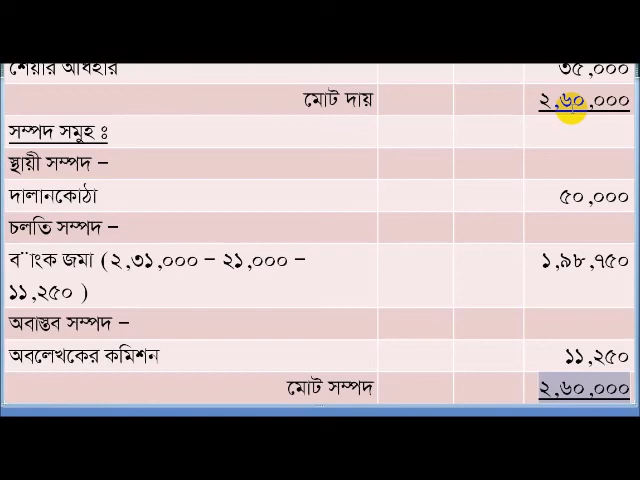 শেয়ার অধিহার ৩৫,০০০
মোট দায় ২,৬০,০০০
সম্পদ সমুহ ঃ
স্থায়ী সম্পদ –
দালানকোঠা ৫০,০০০
চলতি সম্পদ –
ব¨াংক জমা (২,৩১,০০০ – ২১,০০০ – ১,৯৮,৭৫০
১১,২৫০ )
অবাস্তব সম্পদ –
অবলেখকের কমিশন ১১,২৫০
মোট সম্পদ ২,৬০,০০০